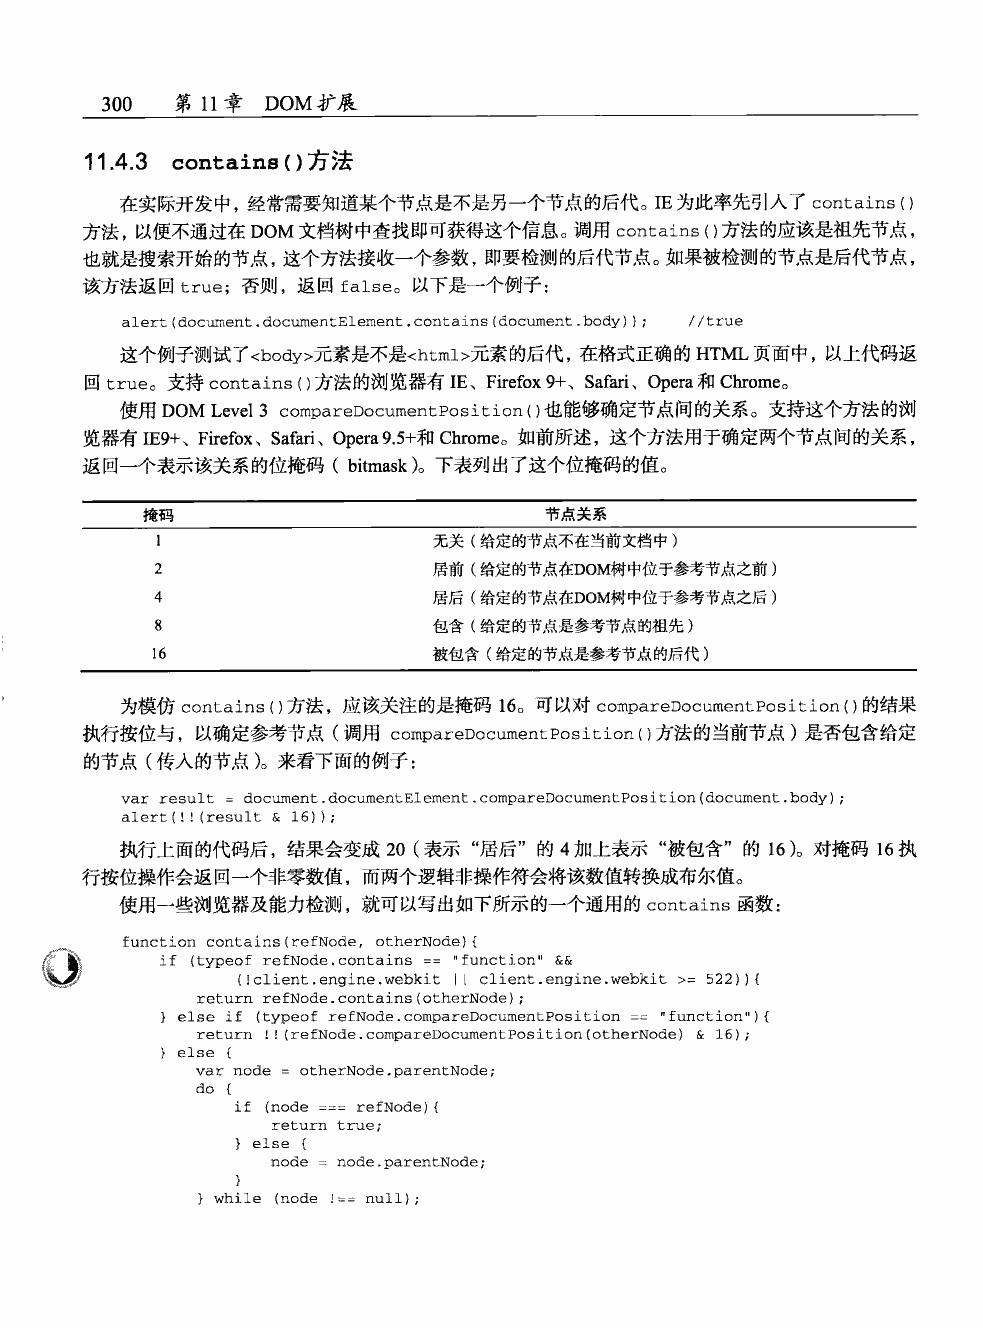 300 第 11 章 DOM 扩展
11.4.3 contains()方法
在实际开发中，经常需要知道某个节点是不是另一个节点的后代。IE 为此率先引入了 contains()
方法，以便不通过在 DOM 文档树中查找即可获得这个信息。调用 contains()方法的应该是祖先节点，
也就是搜索开始的节点，这个方法接收一个参数，即要检测的后代节点。如果被检测的节点是后代节点，
该方法返回 true；否则，返回 false。以下是一个例子：
alert(document.documentElement.contains(document.body)); //true
这个例子测试了<body>元素是不是<html>元素的后代，在格式正确的 HTML 页面中，以上代码返
回 true。支持 contains()方法的浏览器有 IE、Firefox 9+、Safari、Opera 和 Chrome。
使用 DOM Level 3 compareDocumentPosition()也能够确定节点间的关系。支持这个方法的浏
览器有 IE9+、Firefox、Safari、Opera 9.5+和 Chrome。如前所述，这个方法用于确定两个节点间的关系，
返回一个表示该关系的位掩码（ bitmask ）。下表列出了这个位掩码的值。
掩码 节点关系
1 无关（给定的节点不在当前文档中）
2 居前（给定的节点在DOM树中位于参考节点之前）
4 居后（给定的节点在DOM树中位于参考节点之后）
8 包含（给定的节点是参考节点的祖先）
16 被包含（给定的节点是参考节点的后代）
为模仿 contains()方法，应该关注的是掩码 16。可以对 compareDocumentPosition()的结果
执行按位与，以确定参考节点（调用 compareDocumentPosition()方法的当前节点）是否包含给定
的节点（传入的节点）。来看下面的例子：
var result = document.documentElement.compareDocumentPosition(document.body);
alert(!!(result & 16));
执行上面的代码后，结果会变成 20（表示“居后”的 4 加上表示“被包含”的 16）。对掩码 16 执
行按位操作会返回一个非零数值，而两个逻辑非操作符会将该数值转换成布尔值。
使用一些浏览器及能力检测，就可以写出如下所示的一个通用的 contains 函数：
function contains(refNode, otherNode){
if (typeof refNode.contains == "function" &&
(!client.engine.webkit || client.engine.webkit >= 522)){
return refNode.contains(otherNode);
} else if (typeof refNode.compareDocumentPosition == "function"){
return !!(refNode.compareDocumentPosition(otherNode) & 16);
} else {
var node = otherNode.parentNode;
do {
if (node === refNode){
return true;
} else {
node = node.parentNode;
}
} while (node !== null);